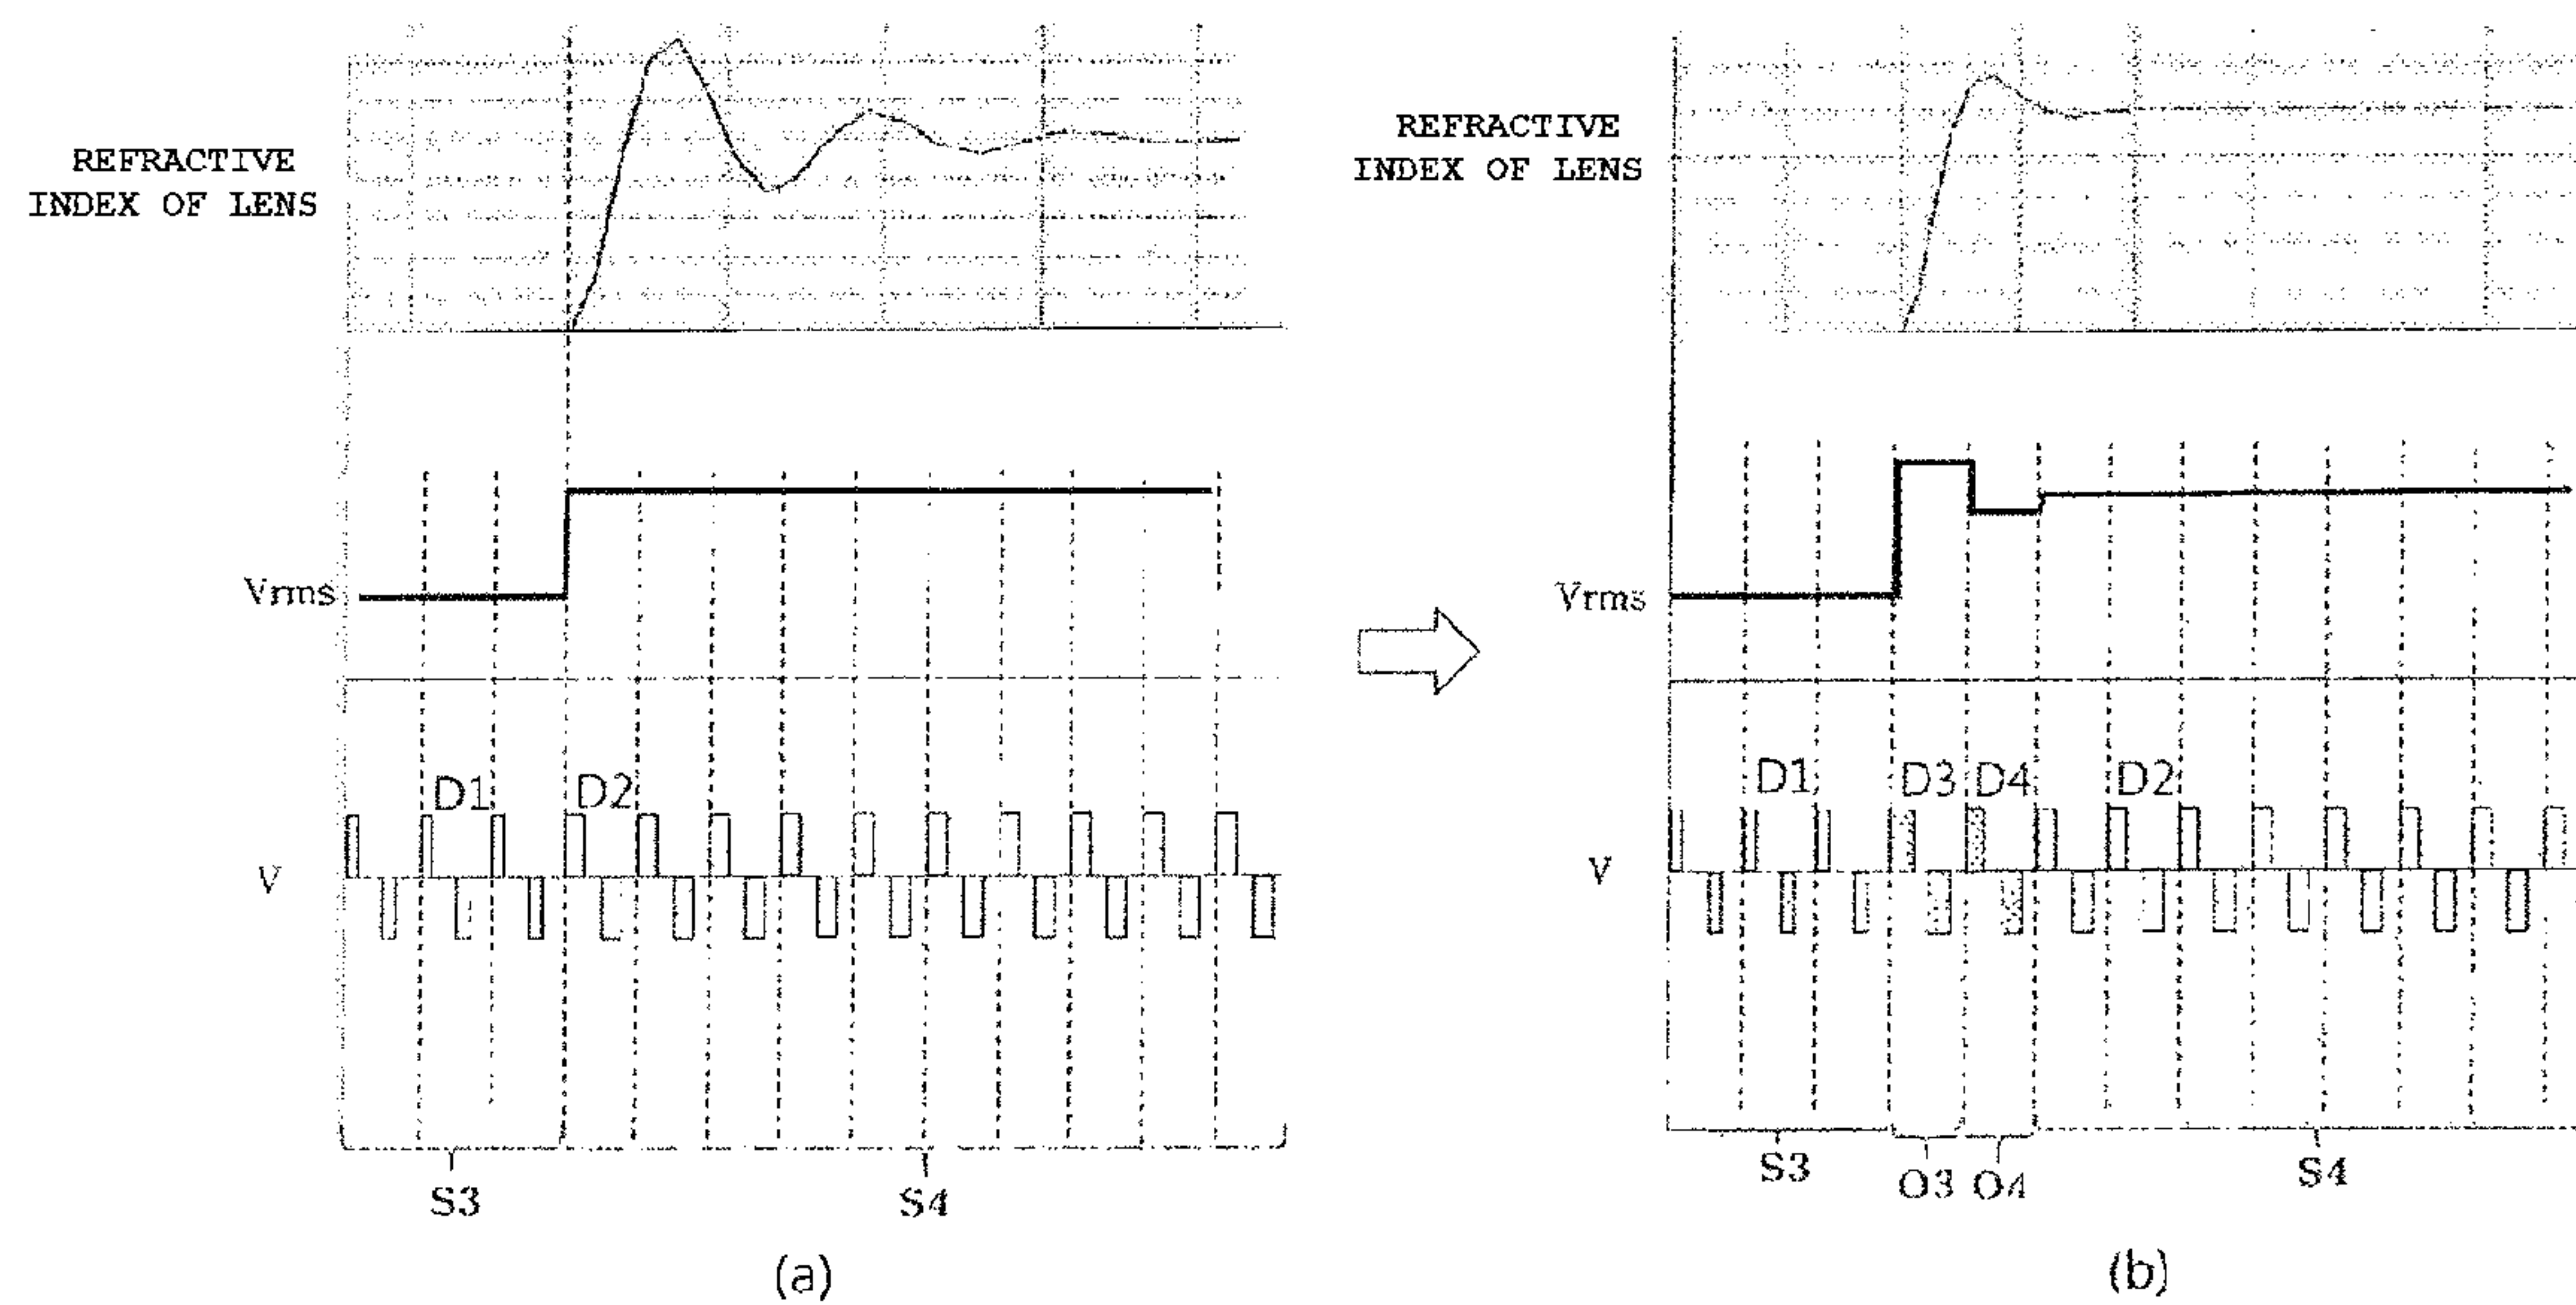 REFRACTIVE
INDEX OF LENS
Vrms
D1 D2
V
S3 S4
(a)
REFRACTIVE
INDEX OF LENS
Vrms
D1 D3 D4 D2
V
S3 O3 O4 S4
(b)